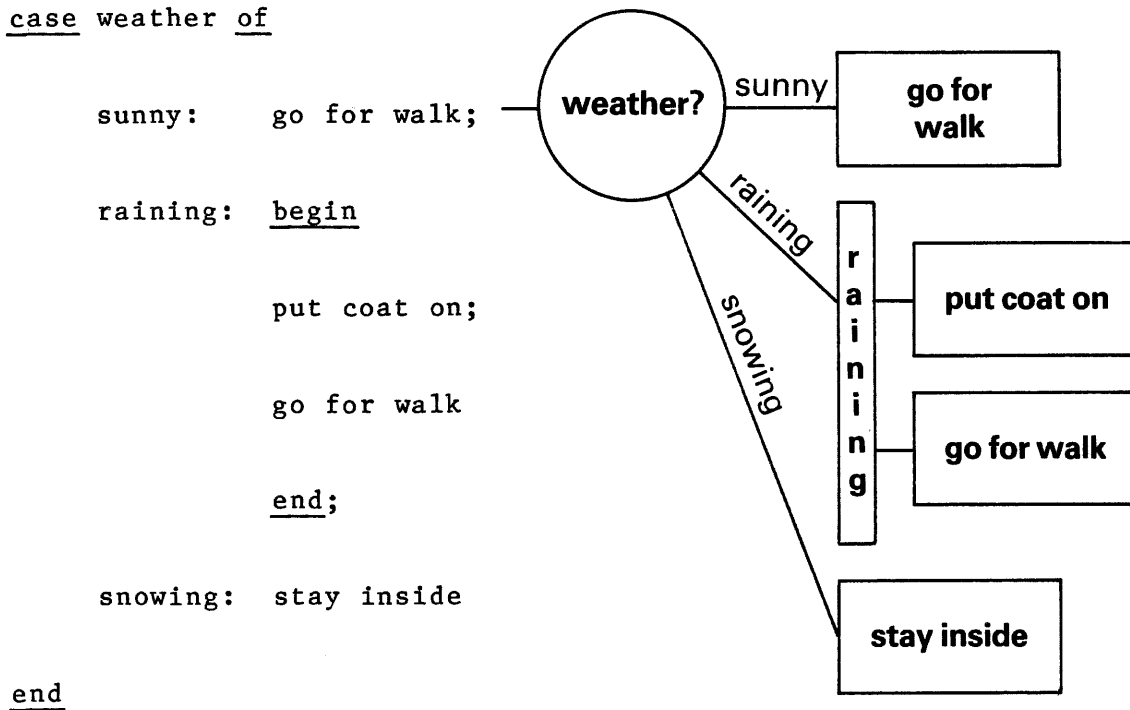 case weather of
sunny: go for walk;
raining: begin
put coat on;
go for walk
end;
snowing: stay inside
end
weather?
sunny
go for
walk
raining
raining
put coat on
go for walk
snowing
stay inside